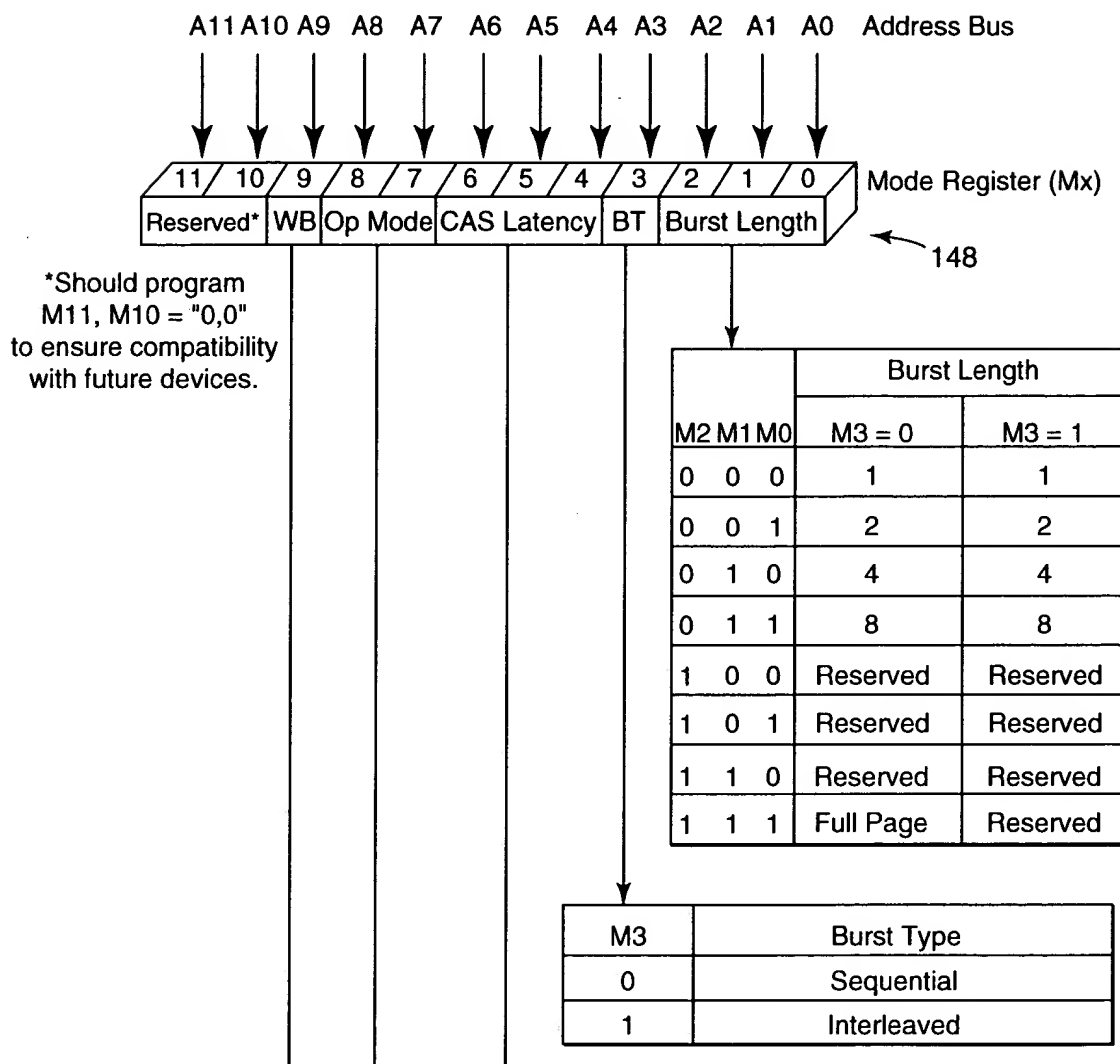 A11 A10 A9 A8 A7 A6 A5 A4 A3 A2 A1 A0 Address Bus
11 10 9 8 7 6 5 4 3 2 1 0 Mode Register (Mx)
Reserved* WB Op Mode CAS Latency BT Burst Length
148
*Should program
M11, M10 = "0,0"
to ensure compatibility
with future devices.
Burst Length
M2 M1 M0 M3 = 0 M3 = 1
0 0 0 1 1
0 0 1 2 2
0 1 0 4 4
0 1 1 8 8
1 0 0 Reserved Reserved
1 0 1 Reserved Reserved
1 1 0 Reserved Reserved
1 1 1 Full Page Reserved
M3 Burst Type
0 Sequential
1 Interleaved